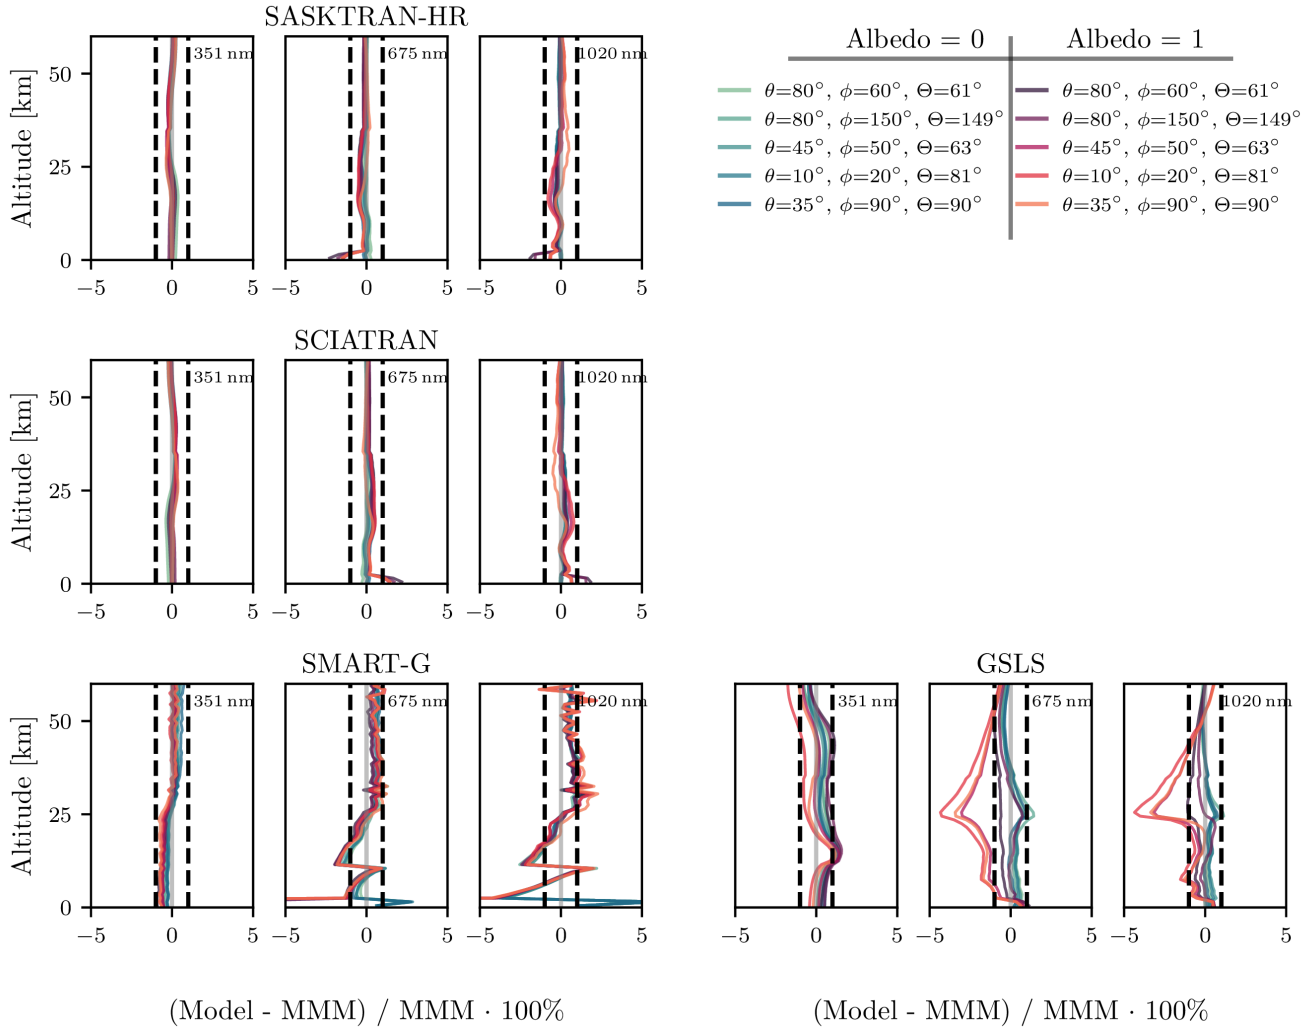 SASKTRAN-HR
Altitude [km]
50
25
0
351 nm
675 nm
1020 nm
−5 0 5 −5 0 5 −5 0 5
Albedo = 0 Albedo = 1
θ=80°, ϕ=60°, Θ=61° θ=80°, ϕ=60°, Θ=61°
θ=80°, ϕ=150°, Θ=149° θ=80°, ϕ=150°, Θ=149°
θ=45°, ϕ=50°, Θ=63° θ=45°, ϕ=50°, Θ=63°
θ=10°, ϕ=20°, Θ=81° θ=10°, ϕ=20°, Θ=81°
θ=35°, ϕ=90°, Θ=90° θ=35°, ϕ=90°, Θ=90°
SCIATRAN
Altitude [km]
50
25
0
351 nm
675 nm
1020 nm
−5 0 5 −5 0 5 −5 0 5
SMART-G
Altitude [km]
50
25
0
351 nm
675 nm
1020 nm
−5 0 5 −5 0 5 −5 0 5
(Model - MMM) / MMM · 100%
GSLS
351 nm
675 nm
1020 nm
−5 0 5 −5 0 5 −5 0 5
(Model - MMM) / MMM · 100%